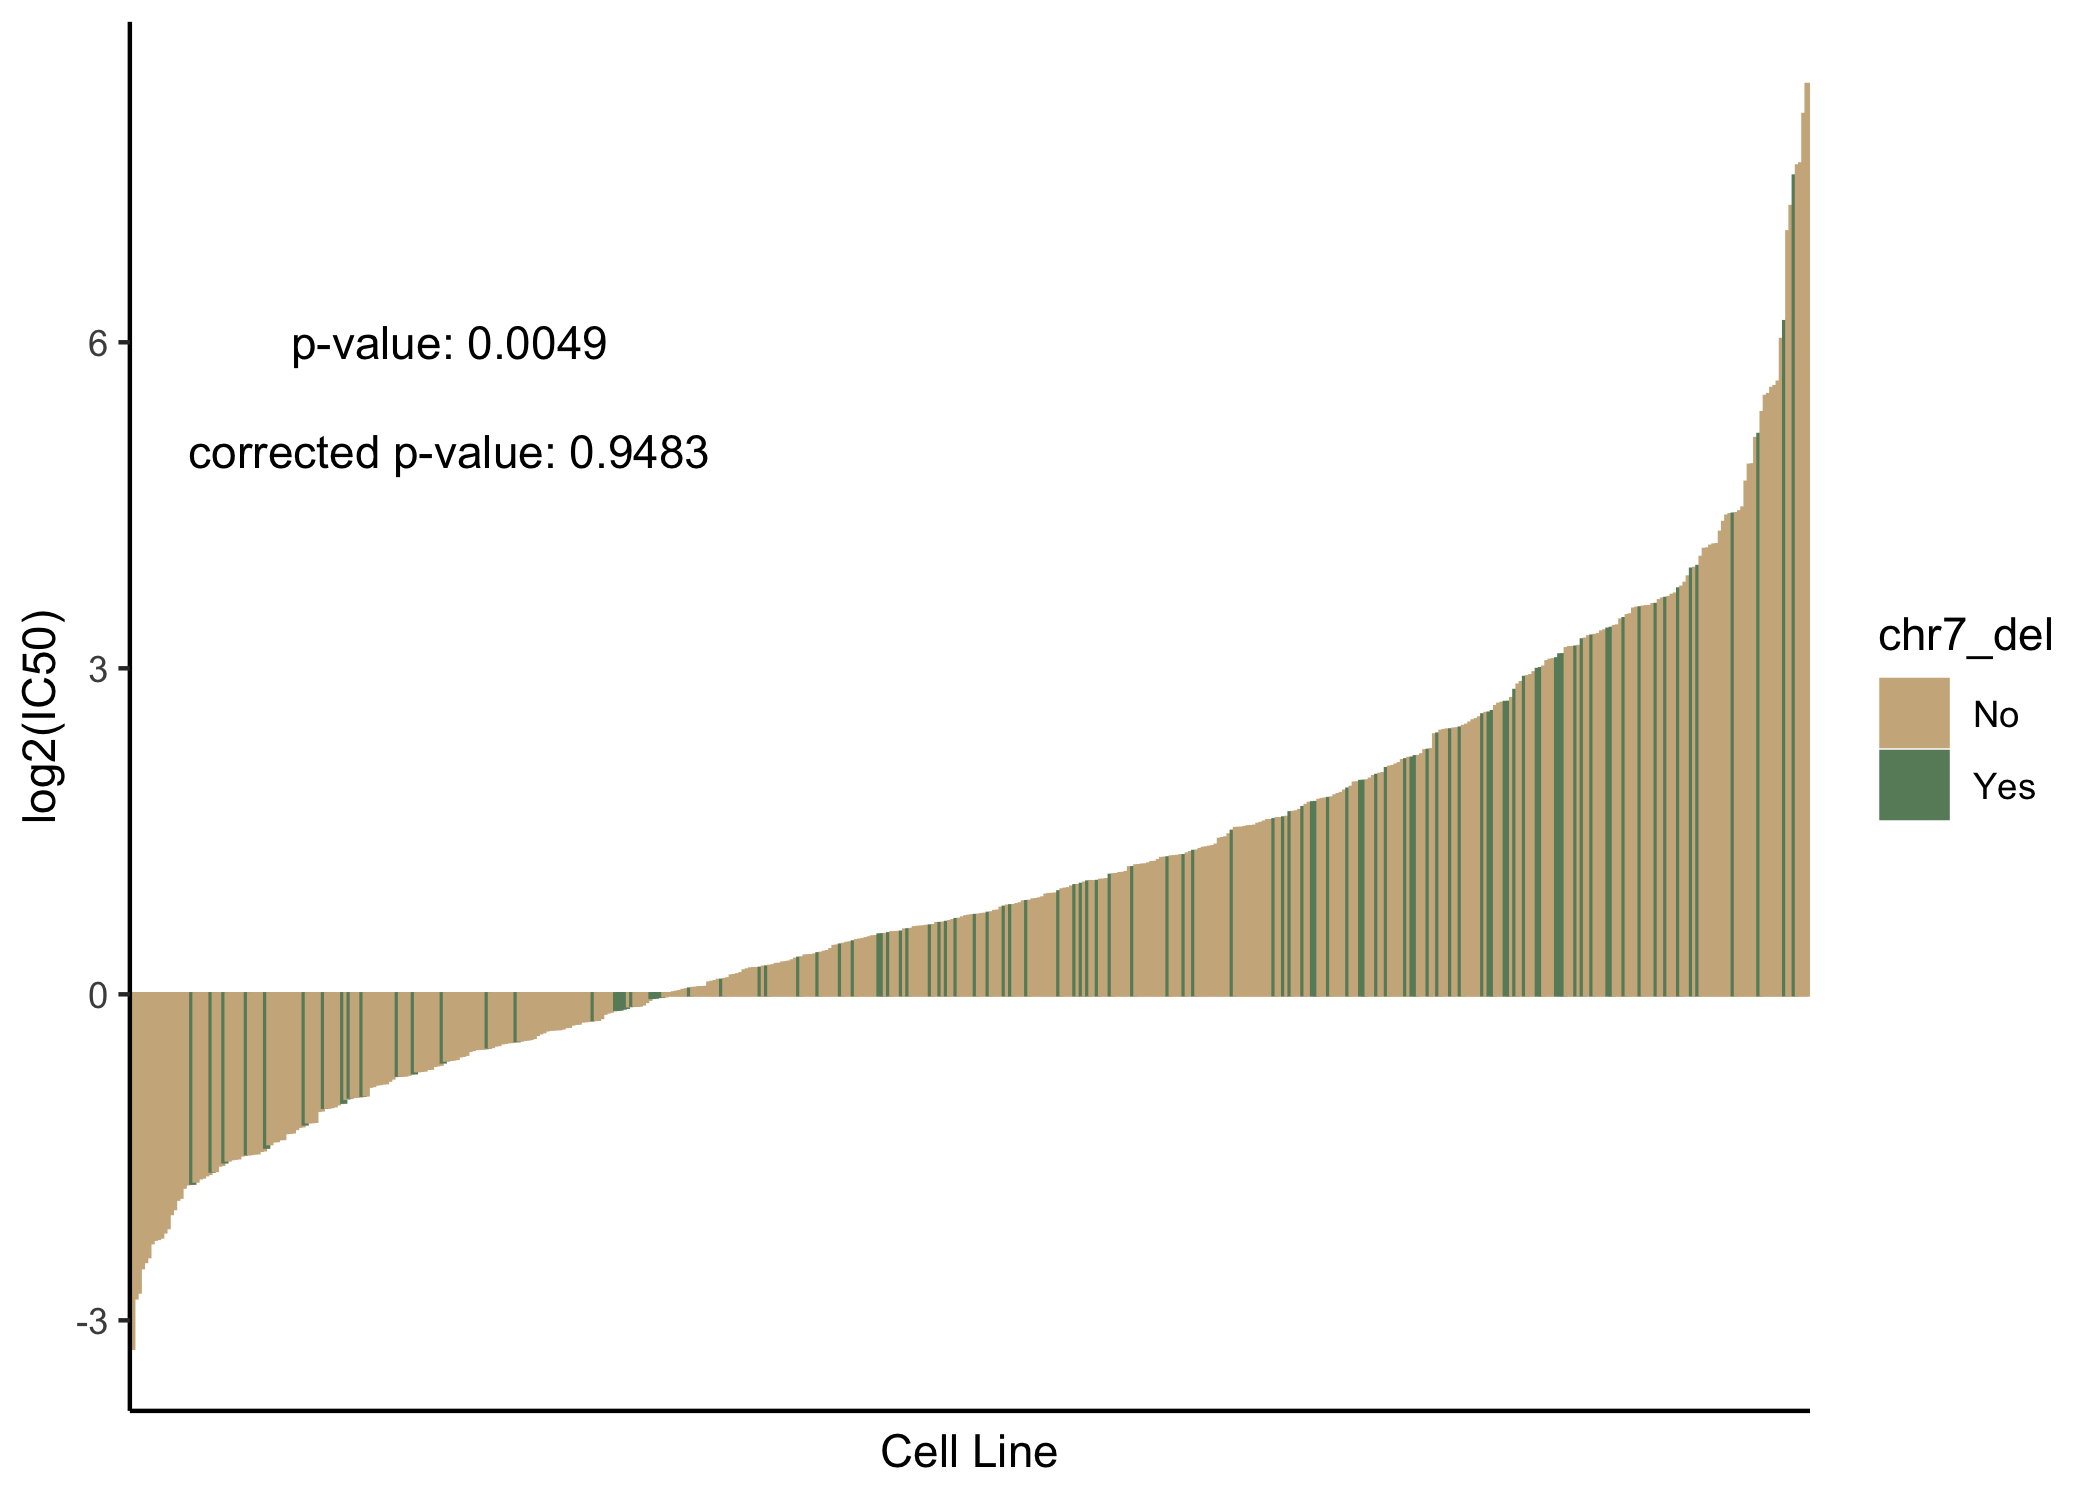 p-value: 0.0049
corrected p-value: 0.9483
6
3
0
-3
log2(IC50)
Cell Line
chr7_del
No
Yes